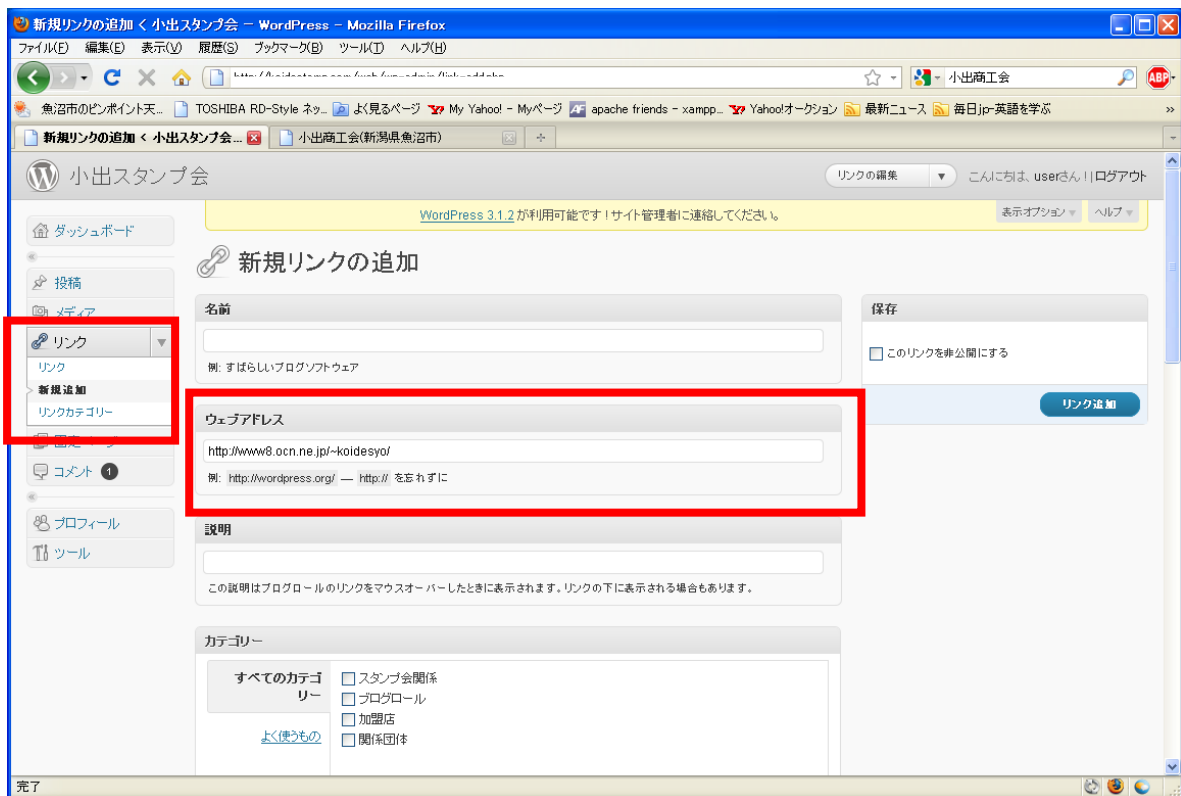 新規リンクの追加 < 小出スタンプ会 — WordPress - Mozilla Firefox
ファイル(F) 編集(E) 表示(V) 履歴(S) ブックマーク(B) ツール(T) ヘルプ(H)
小出商工会
ABP
魚沼市のピンポイント天... TOSHIBA RD-Style ネッ... よく見るページ My Yahoo! - Myページ apache friends - xampp... Yahoo!オークション 最新ニュース 毎日jp-英語を学ぶ »
新規リンクの追加 < 小出スタンプ会... 小出商工会(新潟県魚沼市)
小出スタンプ会
リンクの編集
こんにちは、userさん ! | ログアウト
WordPress 3.1.2 が利用可能です ! サイト管理者に連絡してください。
表示オプション ヘルプ
ダッシュボード
投稿
メディア
リンク
リンク
新規追加
リンクカテゴリー
コメント 1
プロフィール
ツール
新規リンクの追加
名前
例: すばらしいブログソフトウェア
ウェブアドレス
http://www8.ocn.ne.jp/~koidesyo/
例: http://wordpress.org/ — http:// を忘れずに
説明
この説明はブログロールのリンクをマウスオーバーしたときに表示されます。リンクの下に表示される場合もあります。
カテゴリー
すべてのカテゴ
リー
よく使うもの
スタンプ会関係
ブログロール
加盟店
関係団体
保存
このリンクを非公開にする
リンク追加
完了